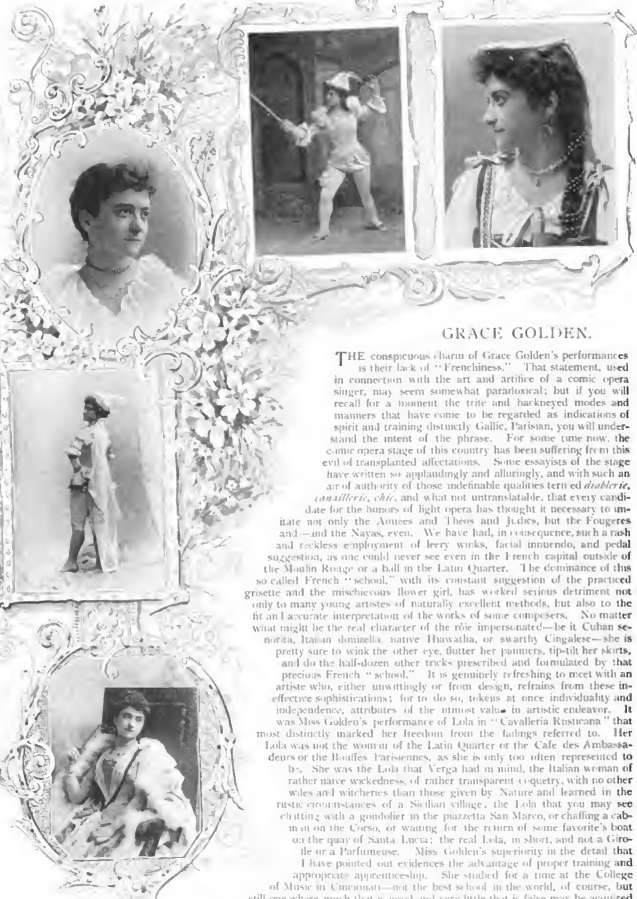 GRACE GOLDEN.
THE conspicuous charm of Grace Golden's performances
is their lack of "Frenchiness." That statement, used
in connection with the art and artifice of a comic opera
singer, may seem somewhat paradoxical; but if you will
recall for a moment the trite and hackneyed modes and
manners that have come to be regarded as indications of
spirit and training distinctly Gallic, Parisian, you will under-
stand the intent of the phrase. For some time now, the
comic opera stage of this country has been suffering from this
evil of transplanted affectations. Some essayists of the stage
have written so applaudingly and alluringly, and with such an
air of authority of those indefinable qualities termed diablerie,
canaillerie, chic, and what not untranslatable, that every candi-
date for the honors of light opera has thought it necessary to im-
itate not only the Aimees and Theos and Judics, but the Fougeres
and—and the Nayas, even. We have had, in consequence, such a rash
and reckless employment of leery winks, facial innuendo, and pedal
suggestion, as one could never see even in the French capital outside of
the Moulin Rouge or a ball in the Latin Quarter. The dominance of this
so called French "school," with its constant suggestion of the practiced
grisette and the mischievous flower girl, has worked serious detriment not
only to many young artistes of naturally excellent methods, but also to the
fit and accurate interpretation of the works of some composers. No matter
what might be the real character of the rôle impersonated—be it Cuban se-
norita, Italian donizella, native Hiawatha, or swarthy Cingalese—she is
pretty sure to wink the other eye, flutter her panniers, tip-tilt her skirts,
and do the half-dozen other tricks prescribed and formulated by that
precious French "school." It is genuinely refreshing to meet with an
artiste who, either unwittingly or from design, refrains from these in-
effective sophistications; for to do so, tokens at once individuality and
independence, attributes of the utmost value in artistic endeavor. It
was Miss Golden's performance of Lola in "Cavalleria Rusticana" that
most distinctly marked her freedom from the failings referred to. Her
Lola was not the woman of the Latin Quarter or the Cafe des Ambassa-
deurs or the Bouffes Parisiennes, as she is only too often represented to
be. She was the Lola that Verga had in mind, the Italian woman of
rather naive wickedness, of rather transparent coquetry, with no other
wiles and witcheries than those given by Nature and learned in the
rustic circumstances of a Sicilian village, the Lola that you may see
chatting with a gondolier in the piazzetta San Marco, or chaffing a cab-
man on the Corso, or waiting for the return of some favorite's boat
on the quay of Santa Lucia; the real Lola, in short, and not a Giro-
fle or a Parfumeuse. Miss Golden's superiority in the detail that
I have pointed out evidences the advantage of proper training and
appropriate apprenticeship. She studied for a time at the College
of Music in Cincinnati—not the best school in the world, of course, but
still one where much that is good and very little that is false may be acquired